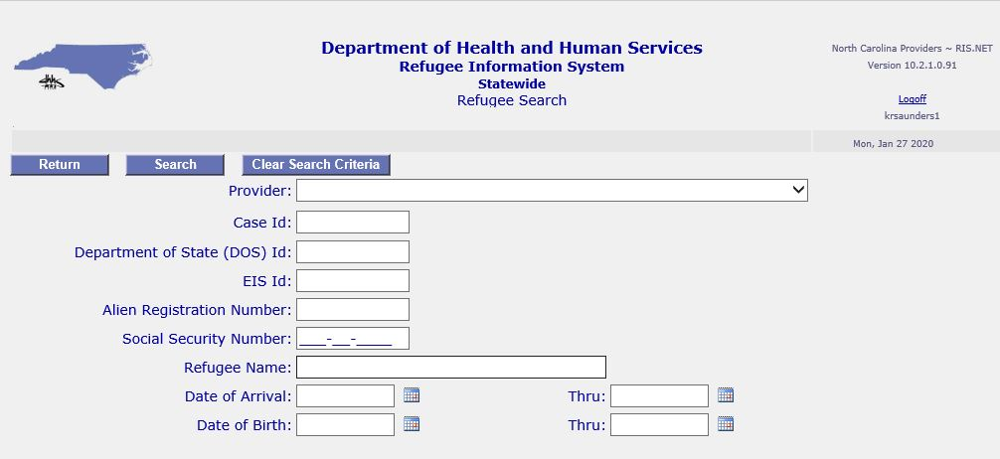 Department of Health and Human Services
Refugee Information System
Statewide
Refugee Search
North Carolina Providers ~ RIS.NET
Version 10.2.1.0.91
Logoff
krsaunders1
Mon, Jan 27 2020
Return Search Clear Search Criteria
Provider:
Case Id:
Department of State (DOS) Id:
EIS Id:
Alien Registration Number:
Social Security Number: ___-__-____
Refugee Name:
Date of Arrival: Thru:
Date of Birth: Thru: